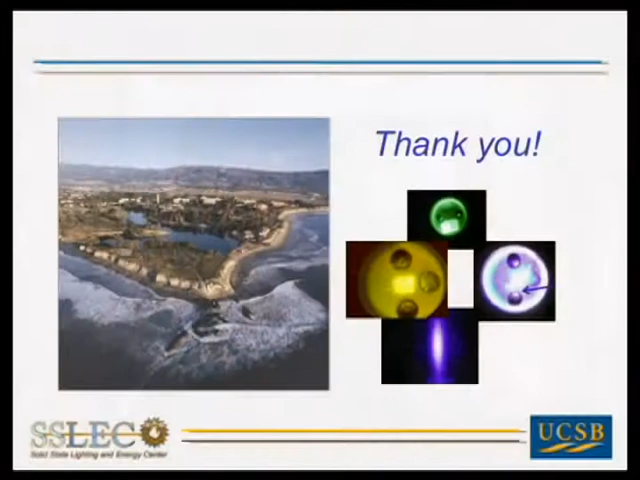 Thank you!
SSLEC
Solid State Lighting and Energy Center
UCSB